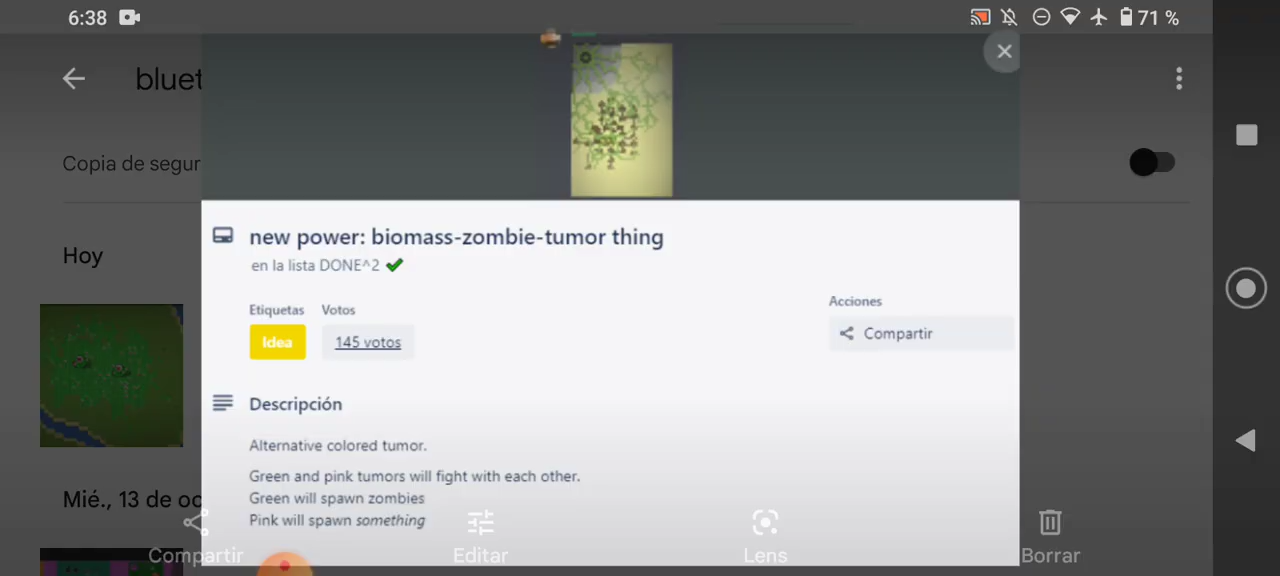 6:38
71 %
bluet
Copia de segur
Hoy
new power: biomass-zombie-tumor thing
en la lista DONE^2
Etiquetas
Votos
Acciones
Idea
145 votos
Compartir
Descripción
Alternative colored tumor.
Green and pink tumors will fight with each other.
Green will spawn zombies
Mié., 13 de oc
Pink will spawn something
Compartir
Editar
Lens
Borrar